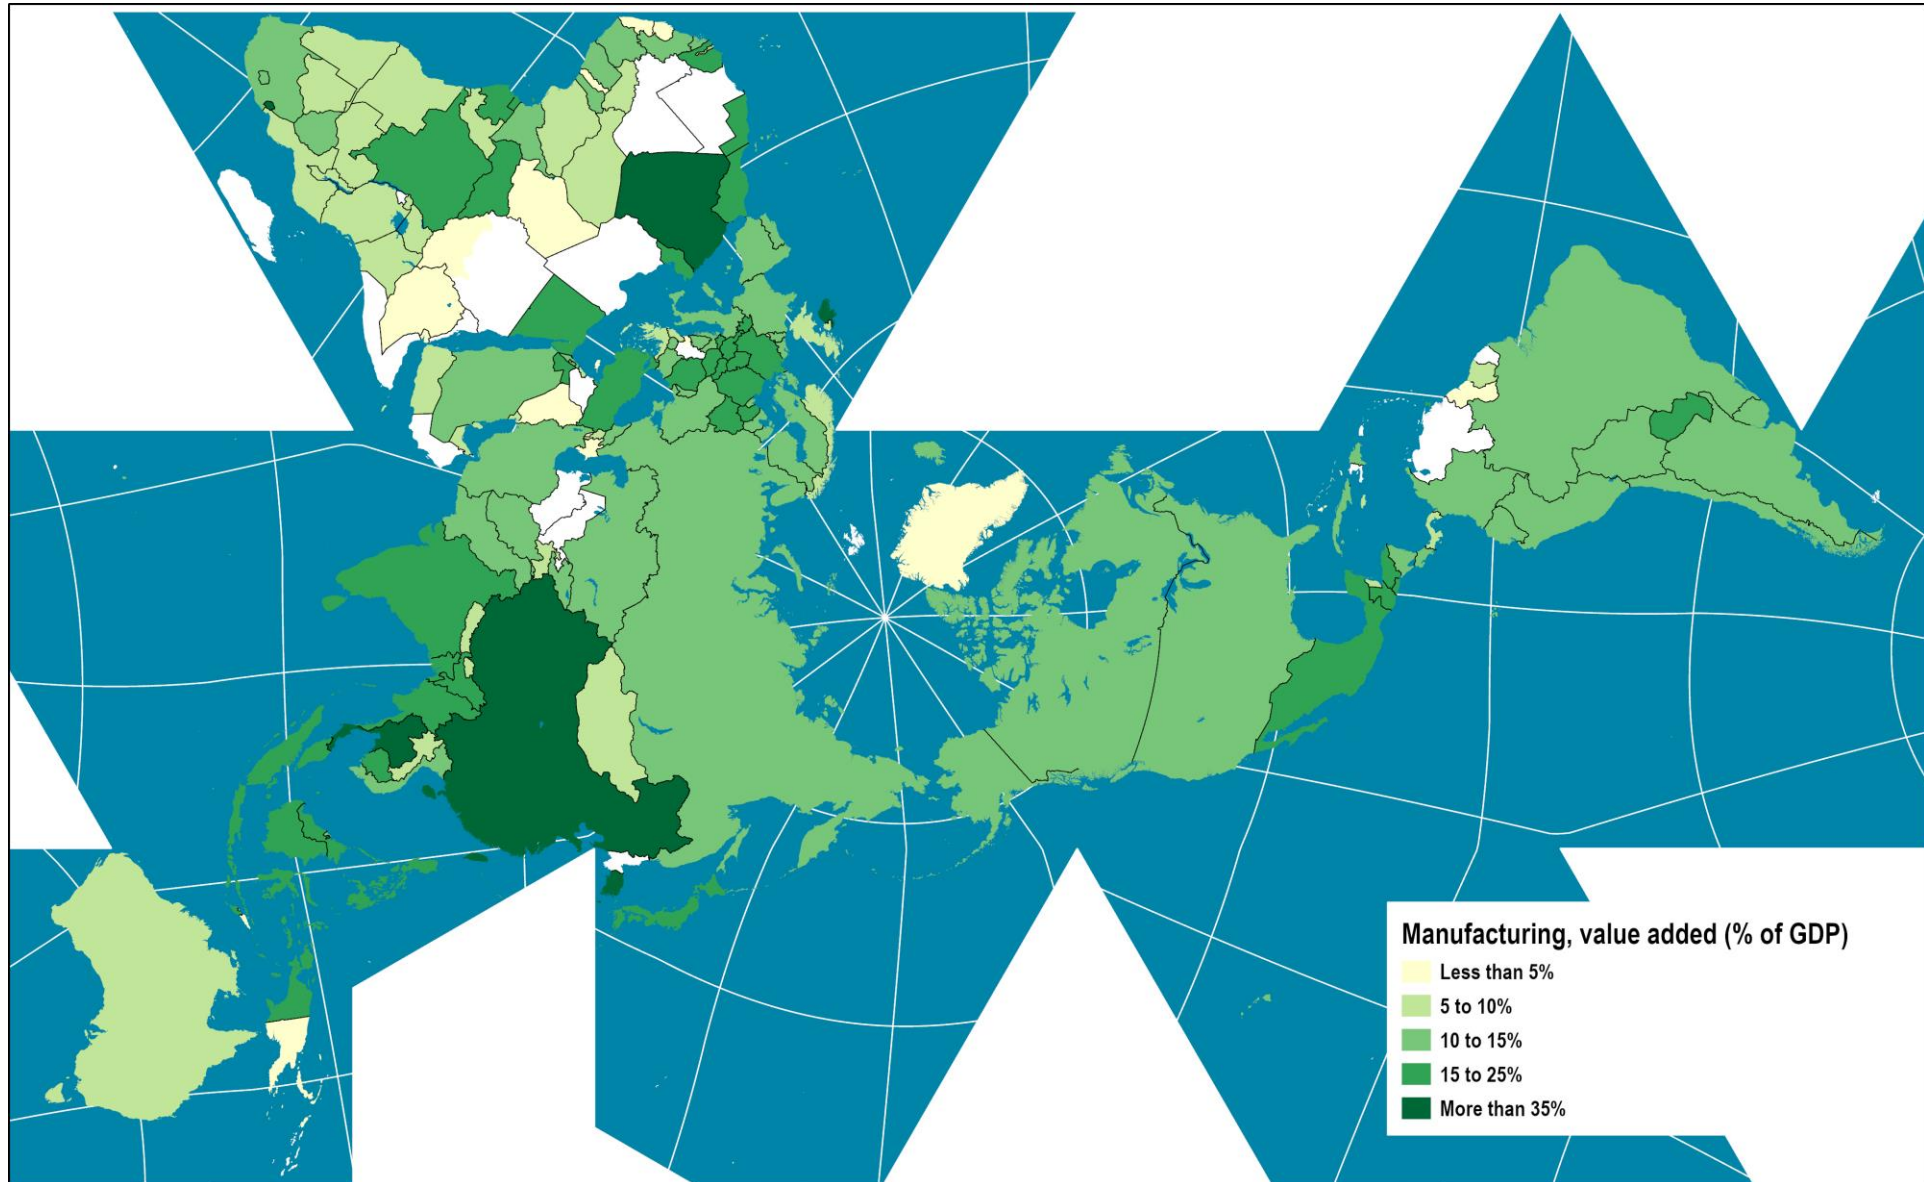 Manufacturing, value added (% of GDP)
Less than 5%
5 to 10%
10 to 15%
15 to 25%
More than 35%